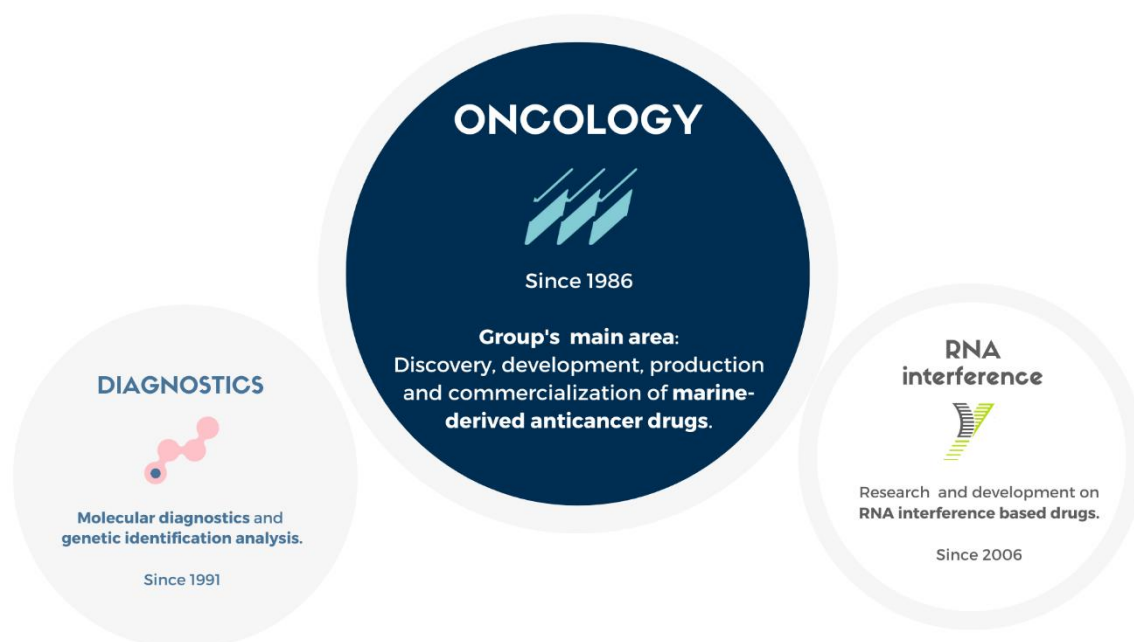 ONCOLOGY
Since 1986
Group's main area:
Discovery, development, production
and commercialization of marine-
derived anticancer drugs.
DIAGNOSTICS
Molecular diagnostics and
genetic identification analysis.
Since 1991
RNA
interference
Research and development on
RNA interference based drugs.
Since 2006